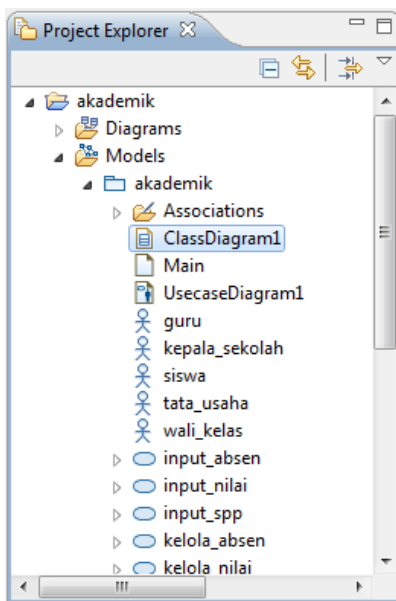 Project Explorer
akademik
Diagrams
Models
akademik
Associations
ClassDiagram1
Main
UsecaseDiagram1
guru
kepala_sekolah
siswa
tata_usaha
wali_kelas
input_absen
input_nilai
input_spp
kelola_absen
kelola_nilai